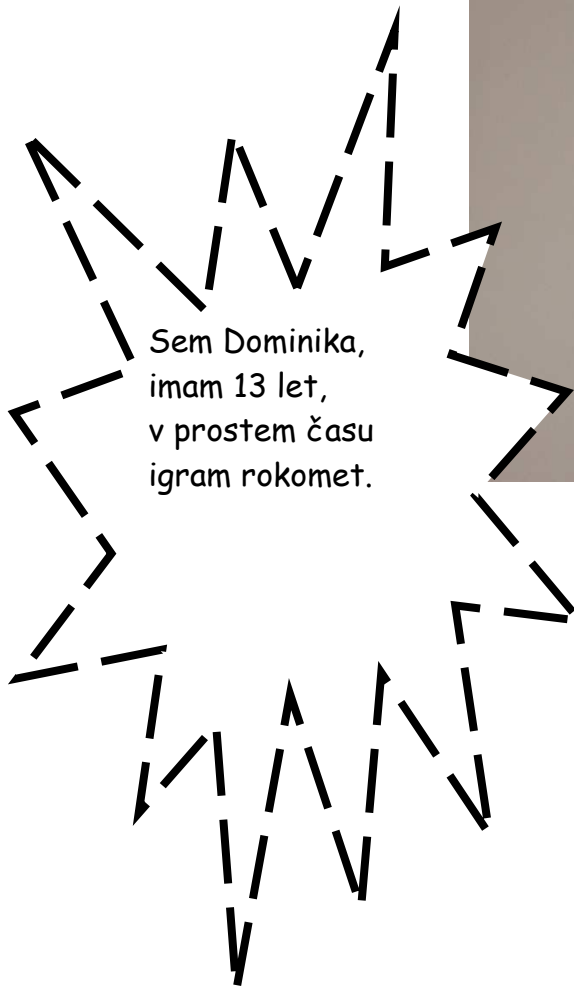 Sem Dominika,
imam 13 let,
v prostem času
igram rokomet.